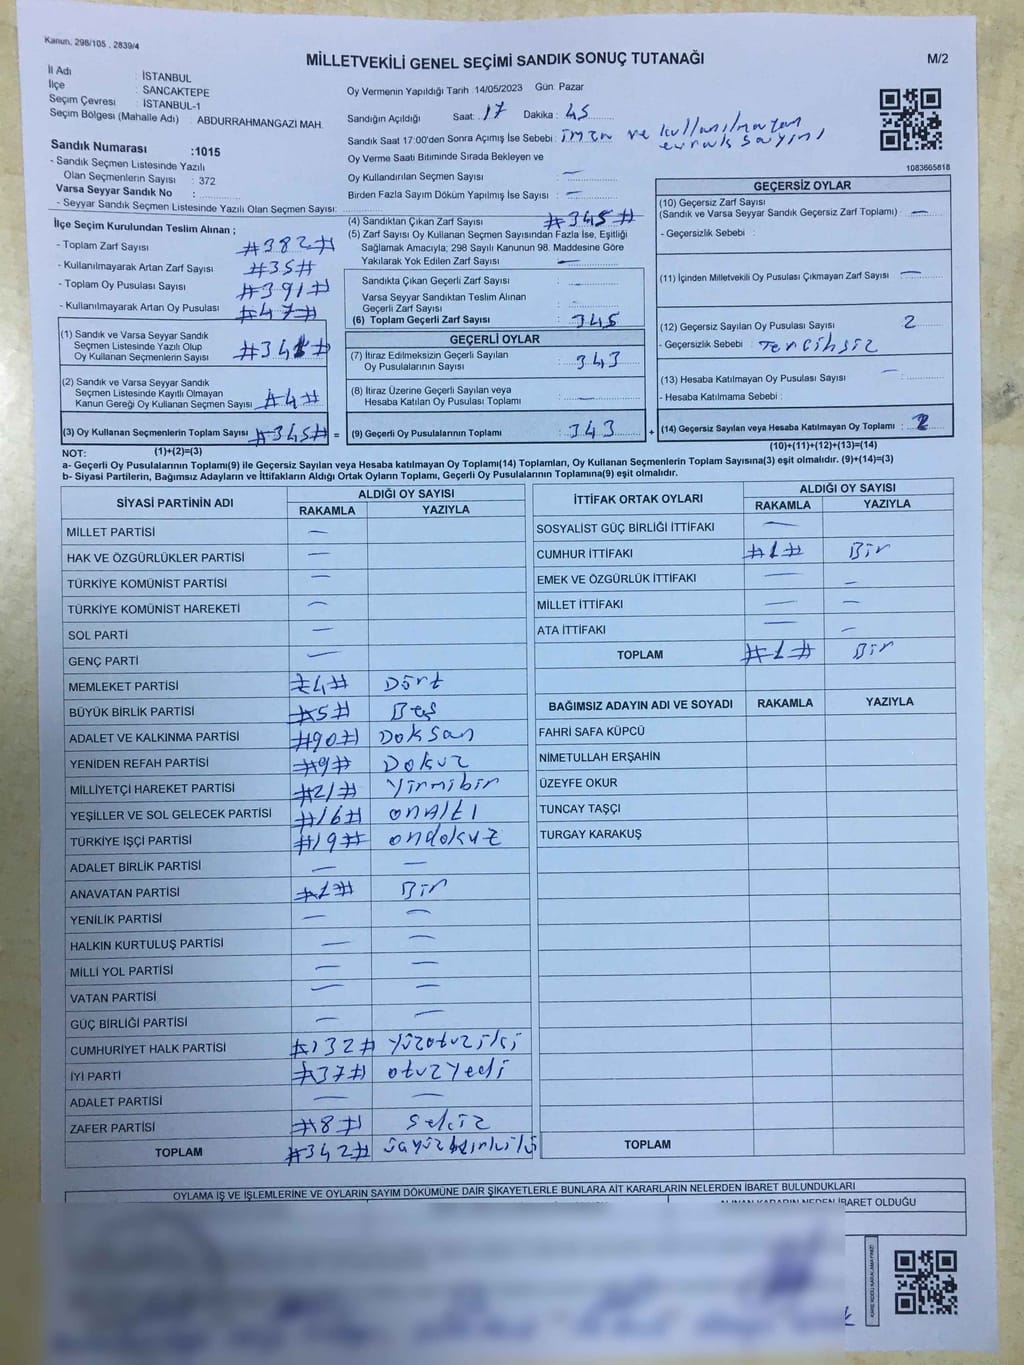 Kanun, 298/105 , 2839/4
MİLLETVEKİLİ GENEL SEÇİMİ SANDIK SONUÇ TUTANAĞI
M/2
İl Adı : İSTANBUL
İlçe : SANCAKTEPE
Seçim Çevresi : İSTANBUL-1
Seçim Bölgesi (Mahalle Adı) : ABDURRAHMANGAZİ MAH.
Sandık Numarası :1015
- Sandık Seçmen Listesinde Yazılı
Olan Seçmenlerin Sayısı : 372
Varsa Seyyar Sandık No :
- Seyyar Sandık Seçmen Listesinde Yazılı Olan Seçmen Sayısı:
Oy Vermenin Yapıldığı Tarih 14/05/2023 Gün: Pazar
Sandığın Açıldığı Saat: 17 Dakika : 45
Sandık Saat 17:00'den Sonra Açımış İse Sebebi : imza ve kullanılmayan
evrak sayımı
Oy Verme Saati Bitiminde Sırada Bekleyen ve
Oy Kullandırılan Seçmen Sayısı : —
Birden Fazla Sayım Döküm Yapılmış İse Sayısı : —
1083665818
İlçe Seçim Kurulundan Teslim Alınan ;
- Toplam Zarf Sayısı #382#
- Kullanılmayarak Artan Zarf Sayısı #35#
- Toplam Oy Pusulası Sayısı #391#
- Kullanılmayarak Artan Oy Pusulası #47#
(1) Sandık ve Varsa Seyyar Sandık
Seçmen Listesinde Yazılı Olup
Oy Kullanan Seçmenlerin Sayısı #341#
(2) Sandık ve Varsa Seyyar Sandık
Seçmen Listesinde Kayıtlı Olmayan
Kanun Gereği Oy Kullanan Seçmen Sayısı #4#
(3) Oy Kullanan Seçmenlerin Toplam Sayısı #345# =
(1)+(2)=(3)
(4) Sandıktan Çıkan Zarf Sayısı #345#
(5) Zarf Sayısı Oy Kullanan Seçmen Sayısından Fazla İse, Eşitliği
Sağlamak Amacıyla; 298 Sayılı Kanunun 98. Maddesine Göre
Yakılarak Yok Edilen Zarf Sayısı : —
Sandıkta Çıkan Geçerli Zarf Sayısı : -
Varsa Seyyar Sandıktan Teslim Alınan
Geçerli Zarf Sayısı : -
(6) Toplam Geçerli Zarf Sayısı : 345
GEÇERLİ OYLAR
(7) İtiraz Edilmeksizin Geçerli Sayılan
Oy Pusulalarının Sayısı : 343
(8) İtiraz Üzerine Geçerli Sayılan veya
Hesaba Katılan Oy Pusulası Toplamı : —
(9) Geçerli Oy Pusulalarının Toplamı : 343 +
GEÇERSİZ OYLAR
(10) Geçersiz Zarf Sayısı
(Sandık ve Varsa Seyyar Sandık Geçersiz Zarf Toplamı) : —
- Geçersizlik Sebebi :
(11) İçinden Milletvekili Oy Pusulası Çıkmayan Zarf Sayısı : —
(12) Geçersiz Sayılan Oy Pusulası Sayısı : 2
- Geçersizlik Sebebi : Tercihsiz
(13) Hesaba Katılmayan Oy Pusulası Sayısı : —
- Hesaba Katılmama Sebebi :
(14) Geçersiz Sayılan veya Hesaba Katılmayan Oy Toplamı : 2
(10)+(11)+(12)+(13)=(14)
NOT:
a- Geçerli Oy Pusulalarının Toplamı(9) ile Geçersiz Sayılan veya Hesaba katılmayan Oy Toplamı(14) Toplamları, Oy Kullanan Seçmenlerin Toplam Sayısına(3) eşit olmalıdır. (9)+(14)=(3)
b- Siyasi Partilerin, Bağımsız Adayların ve İttifakların Aldığı Ortak Oyların Toplamı, Geçerli Oy Pusulalarının Toplamına(9) eşit olmalıdır.
SİYASİ PARTİNİN ADI ALDIĞI OY SAYISI
RAKAMLA YAZIYLA
MİLLET PARTİSİ —
HAK VE ÖZGÜRLÜKLER PARTİSİ —
TÜRKİYE KOMÜNİST PARTİSİ —
TÜRKİYE KOMÜNİST HAREKETİ —
SOL PARTİ —
GENÇ PARTİ —
MEMLEKET PARTİSİ #4# Dört
BÜYÜK BİRLİK PARTİSİ #5# Beş
ADALET VE KALKINMA PARTİSİ #90# Doksan
YENİDEN REFAH PARTİSİ #9# Dokuz
MİLLİYETÇİ HAREKET PARTİSİ #21# Yirmibir
YEŞİLLER VE SOL GELECEK PARTİSİ #16# onAltı
TÜRKİYE İŞÇİ PARTİSİ #19# ondokuz
ADALET BİRLİK PARTİSİ — —
ANAVATAN PARTİSİ #1# Bir
YENİLİK PARTİSİ — —
HALKIN KURTULUŞ PARTİSİ — —
MİLLİ YOL PARTİSİ — —
VATAN PARTİSİ — —
GÜÇ BİRLİĞİ PARTİSİ — —
CUMHURİYET HALK PARTİSİ #132# Yüzotuziki
İYİ PARTİ #37# otuzYedi
ADALET PARTİSİ — —
ZAFER PARTİSİ #8# sekiz
TOPLAM #342# üçyüzkırkiki
İTTİFAK ORTAK OYLARI ALDIĞI OY SAYISI
RAKAMLA YAZIYLA
SOSYALİST GÜÇ BİRLİĞİ İTTİFAKI —
CUMHUR İTTİFAKI #1# Bir
EMEK VE ÖZGÜRLÜK İTTİFAKI — —
MİLLET İTTİFAKI — —
ATA İTTİFAKI — —
TOPLAM #1# Bir
BAĞIMSIZ ADAYIN ADI VE SOYADI RAKAMLA YAZIYLA
FAHRİ SAFA KÜPCÜ
NİMETULLAH ERŞAHİN
ÜZEYFE OKUR
TUNCAY TAŞÇI
TURGAY KARAKUŞ
TOPLAM
OYLAMA İŞ VE İŞLEMLERİNE VE OYLARIN SAYIM DÖKÜMÜNE DAİR ŞİKAYETLERLE BUNLARA AİT KARARLARIN NELERDEN İBARET BULUNDUKLARI
ALINAN KARARIN NEDEN İBARET OLDUĞU